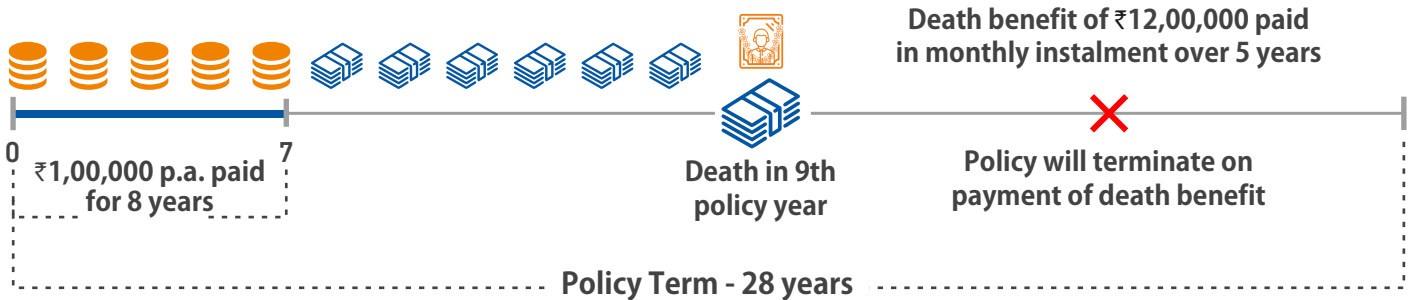 Death benefit of ₹12,00,000 paid
in monthly instalment over 5 years
0
7
₹1,00,000 p.a. paid
for 8 years
Death in 9th
policy year
Policy will terminate on
payment of death benefit
Policy Term - 28 years